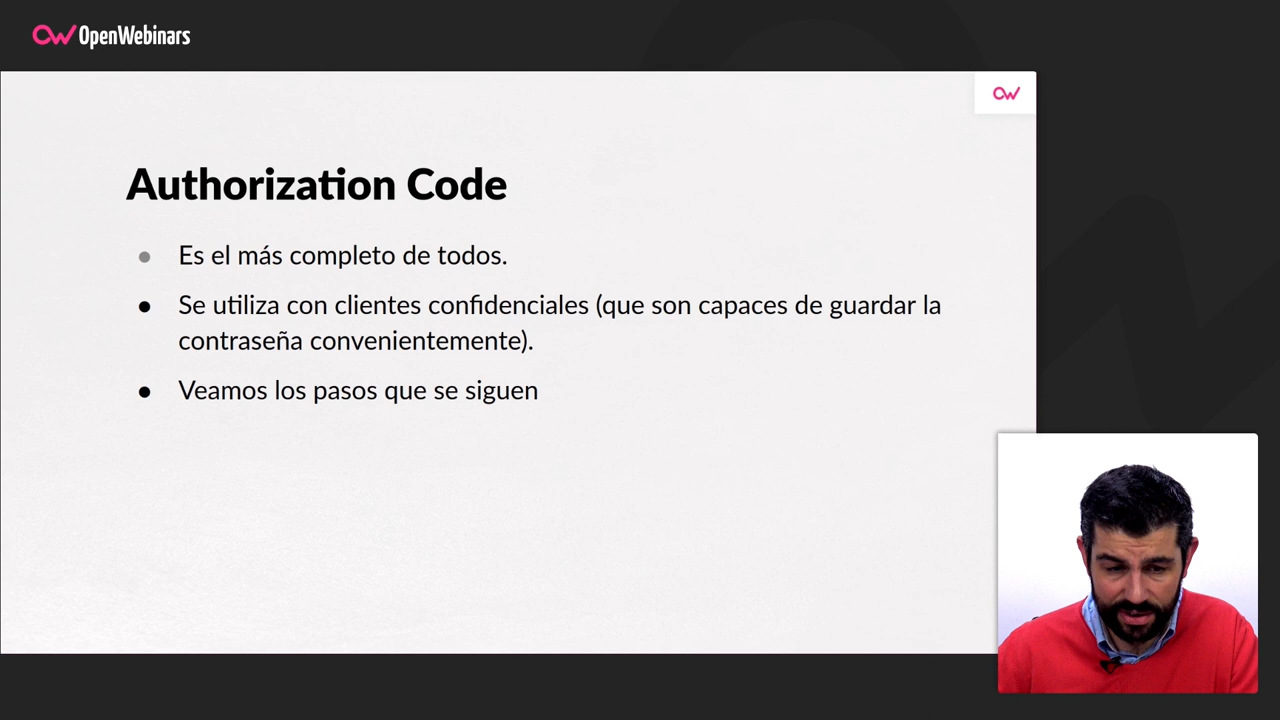 OpenWebinars
Authorization Code
● Es el más completo de todos.
● Se utiliza con clientes confidenciales (que son capaces de guardar la
contraseña convenientemente).
● Veamos los pasos que se siguen